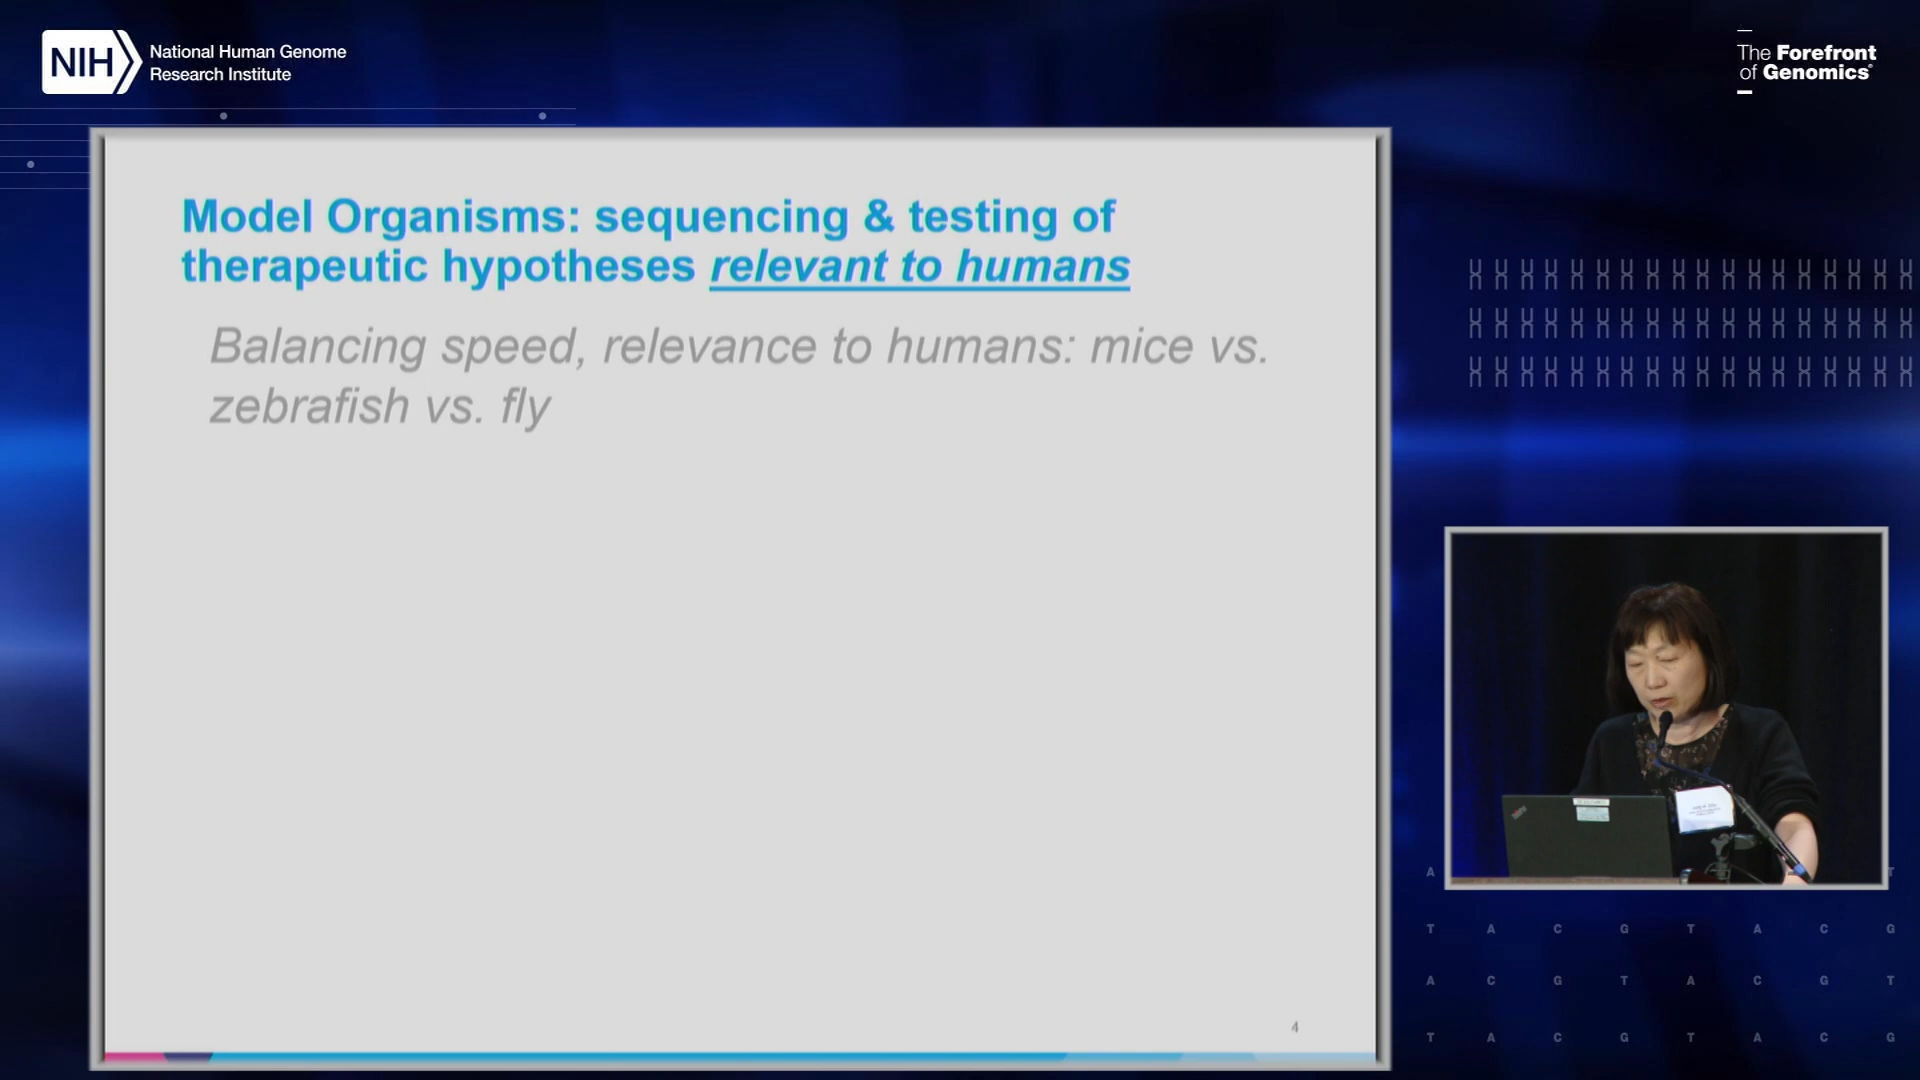 NIH
National Human Genome
Research Institute
The Forefront
of Genomics®
Model Organisms: sequencing & testing of
therapeutic hypotheses relevant to humans
Balancing speed, relevance to humans: mice vs.
zebrafish vs. fly
4
A T
T A C G T A C G
A C G T A C G T
T A C G T A C G